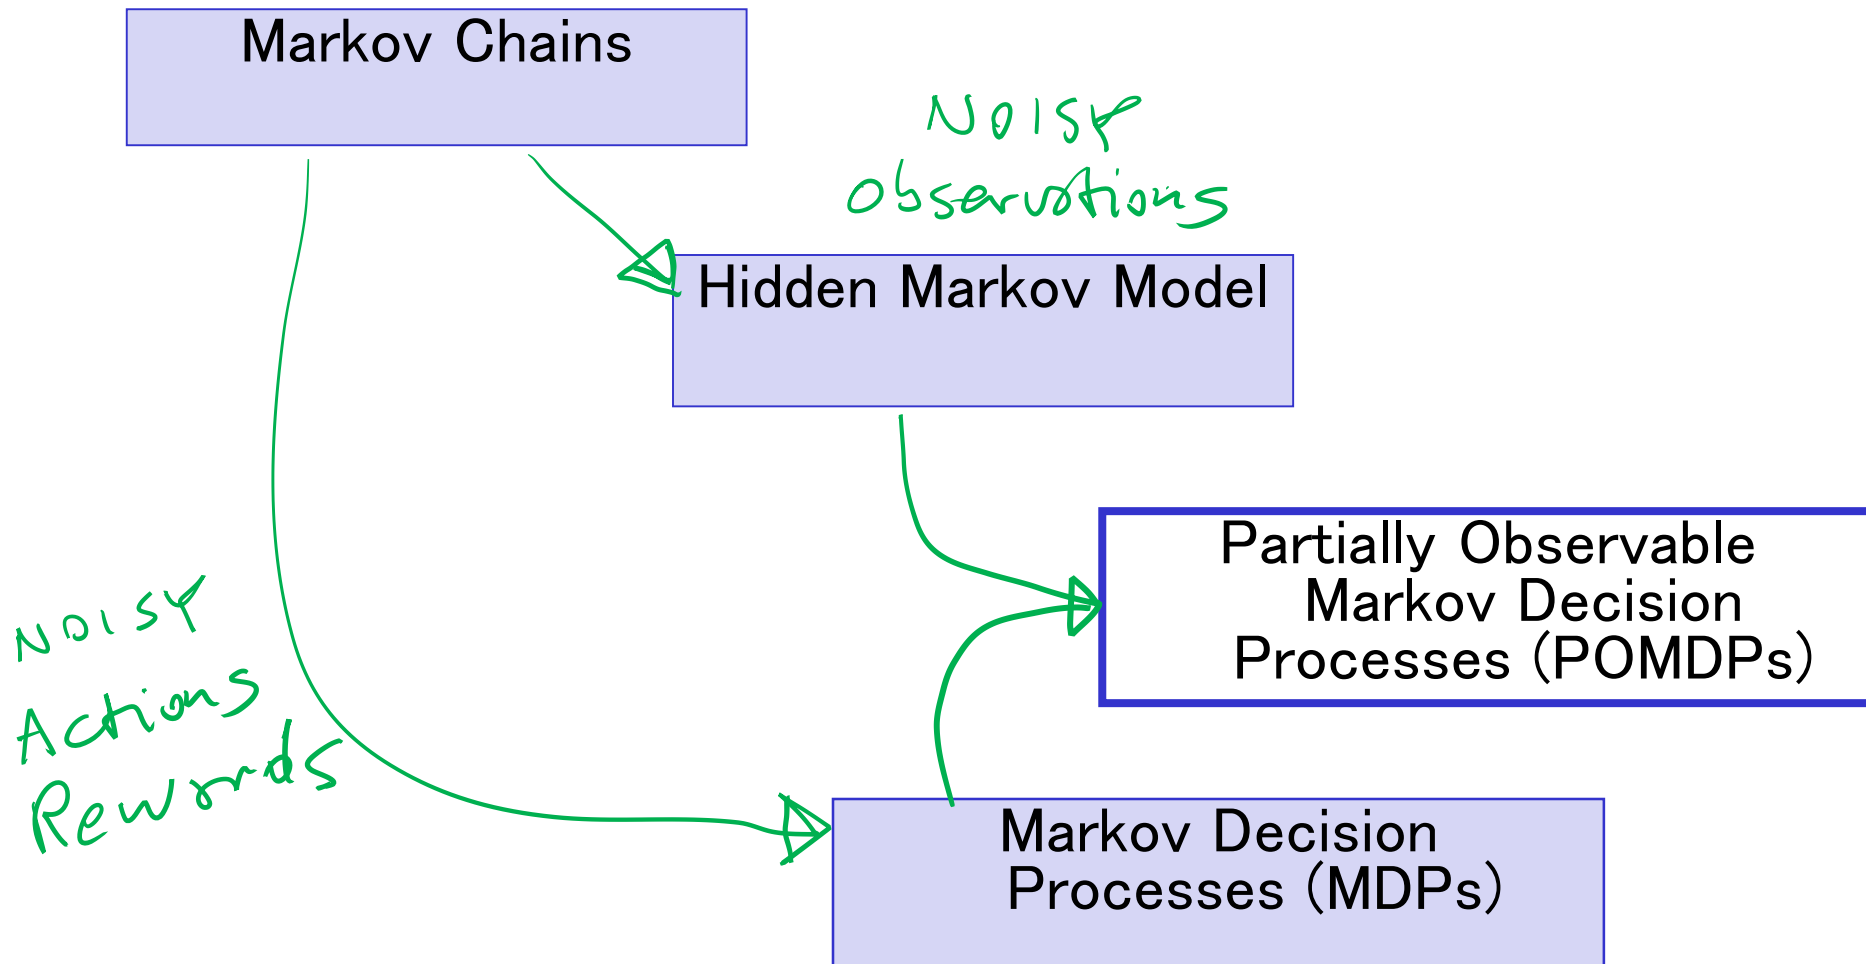 Markov Chains
NOISY
observations
Hidden Markov Model
Partially Observable
Markov Decision
Processes (POMDPs)
NOISY
Actions
Rewards
Markov Decision
Processes (MDPs)